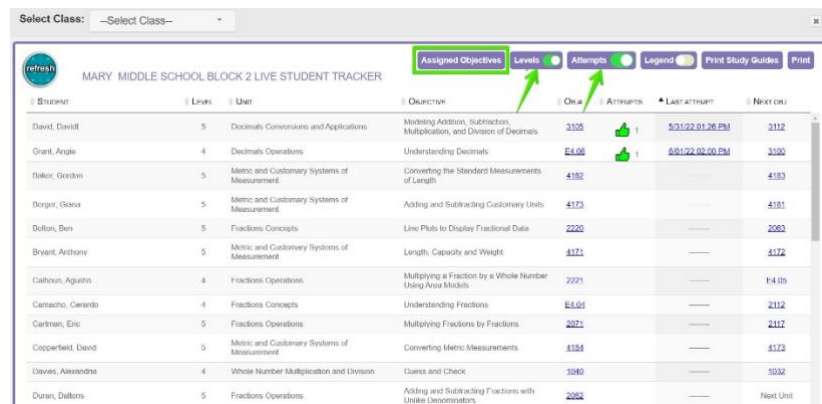 Select Class: --Select Class--
refresh
MARY MIDDLE SCHOOL BLOCK 2 LIVE STUDENT TRACKER
Assigned Objectives Levels Attempts Legend Print Study Guides Print
STUDENT LEVEL UNIT OBJECTIVE OBJ# ATTEMPTS LAST ATTEMPT NEXT OBJ
David, Davidt 5 Decimals Conversions and Applications Modeling Addition, Subtraction, Multiplication, and Division of Decimals 3105 1 5/31/22 01:26 PM 3112
Grant, Angie 4 Decimals Operations Understanding Decimals E4.06 1 6/01/22 02:00 PM 3100
Baker, Gordon 5 Metric and Customary Systems of Measurement Converting the Standard Measurements of Length 4182 4183
Berger, Giana 5 Metric and Customary Systems of Measurement Adding and Subtracting Customary Units 4173 4181
Bolton, Ben 5 Fractions Concepts Line Plots to Display Fractional Data 2220 2063
Bryant, Anthony 5 Metric and Customary Systems of Measurement Length, Capacity and Weight 4171 4172
Calhoun, Agustin 4 Fractions Operations Multiplying a Fraction by a Whole Number Using Area Models 2221 E4.05
Camacho, Gerardo 4 Fractions Concepts Understanding Fractions E4.04 2112
Cartman, Eric 5 Fractions Operations Multiplying Fractions by Fractions 2071 2117
Copperfield, David 5 Metric and Customary Systems of Measurement Converting Metric Measurements 4184 4173
Davies, Alexandria 4 Whole Number Multiplication and Division Guess and Check 1040 1032
Duran, Daltons 5 Fractions Operations Adding and Subtracting Fractions with Unlike Denominators 2062 Next Unit